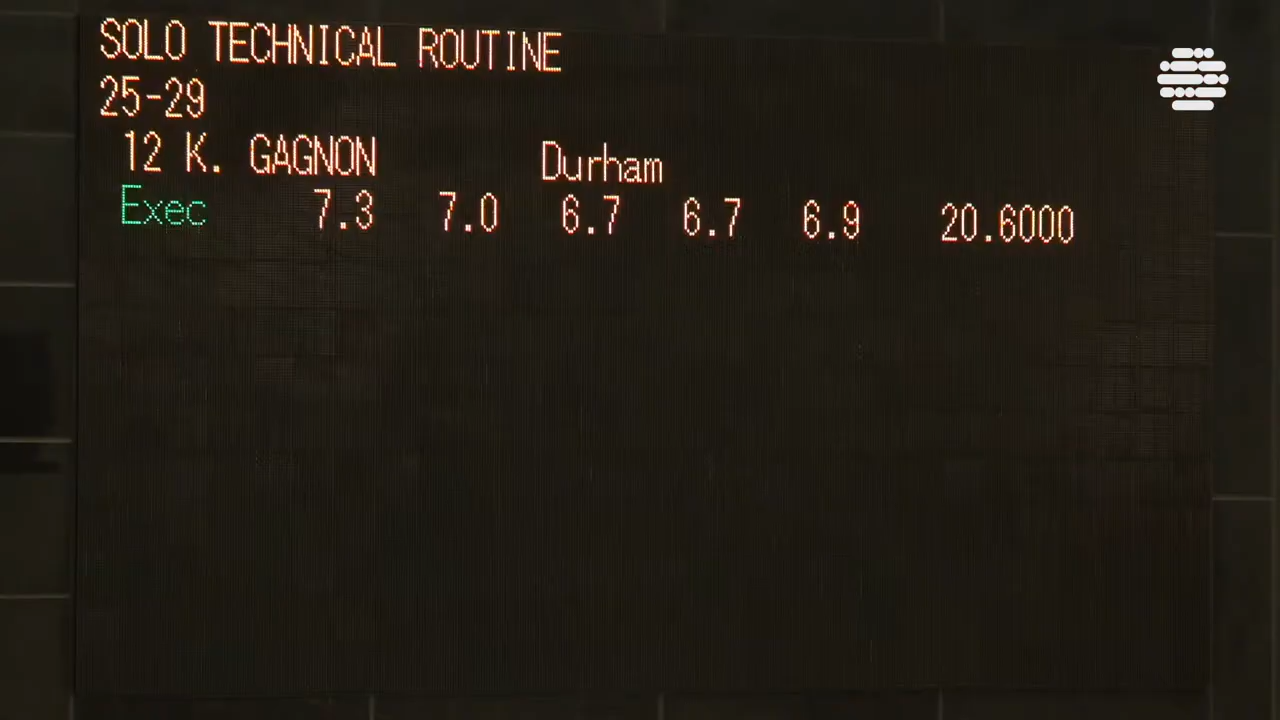 SOLO TECHNICAL ROUTINE
25-29
12 K. GAGNON Durham
Exec 7.3 7.0 6.7 6.7 6.9 20.6000